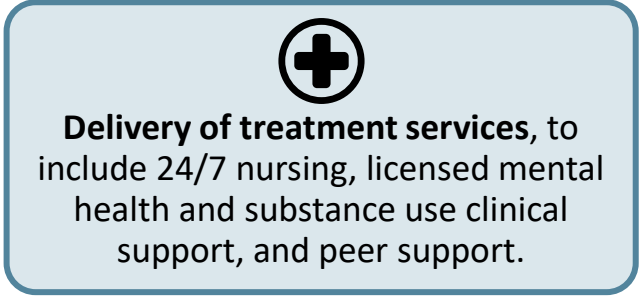 Delivery of treatment services, to
include 24/7 nursing, licensed mental
health and substance use clinical
support, and peer support.